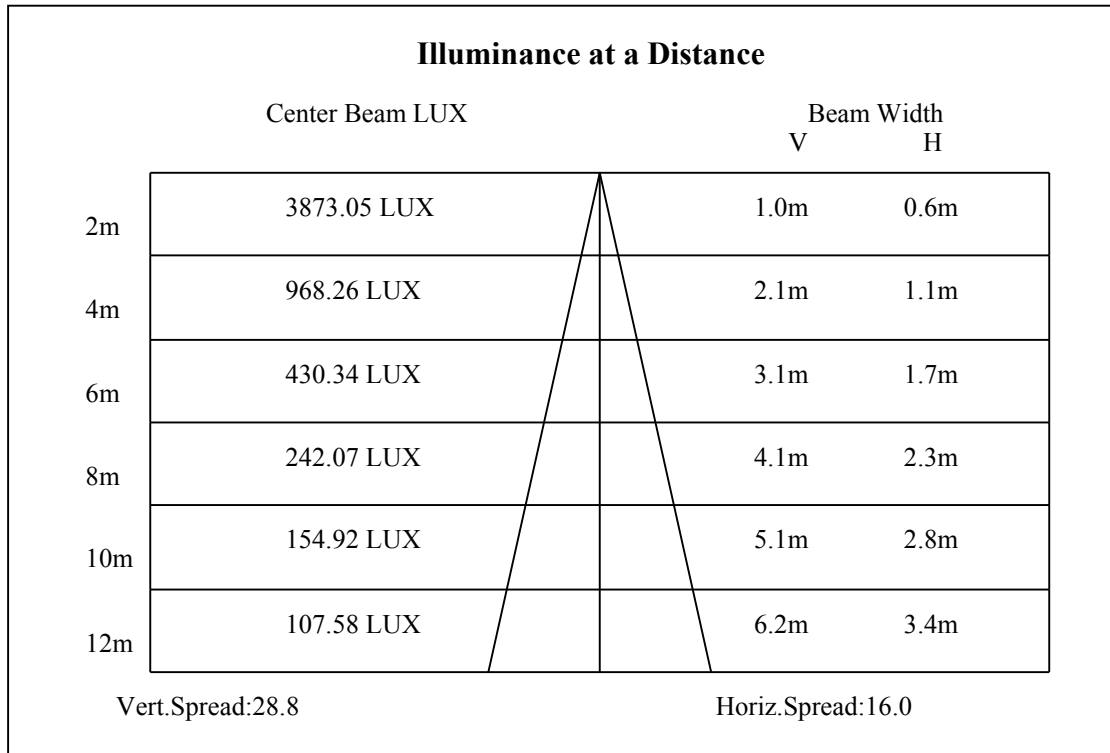 Illuminance at a Distance
Center Beam LUX Beam Width
V H
2m 3873.05 LUX 1.0m 0.6m
4m 968.26 LUX 2.1m 1.1m
6m 430.34 LUX 3.1m 1.7m
8m 242.07 LUX 4.1m 2.3m
10m 154.92 LUX 5.1m 2.8m
12m 107.58 LUX 6.2m 3.4m
Vert.Spread:28.8 Horiz.Spread:16.0